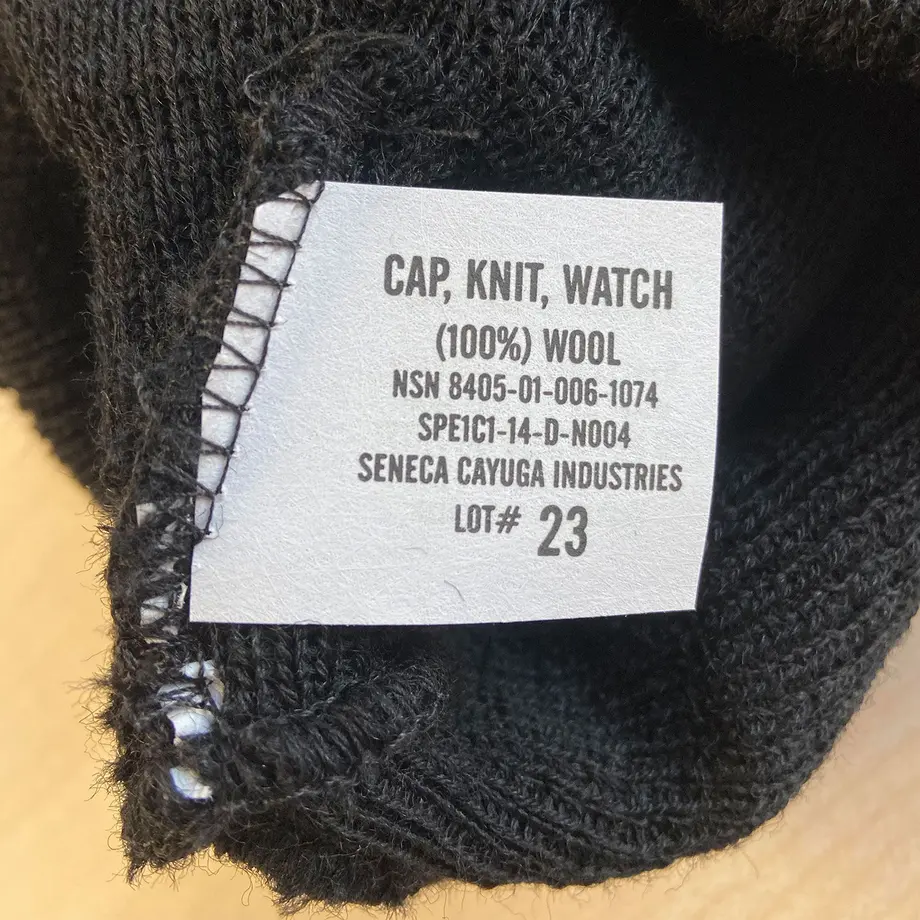 CAP, KNIT, WATCH
(100%) WOOL
NSN 8405-01-006-1074
SPE1C1-14-D-N004
SENECA CAYUGA INDUSTRIES
LOT# 23